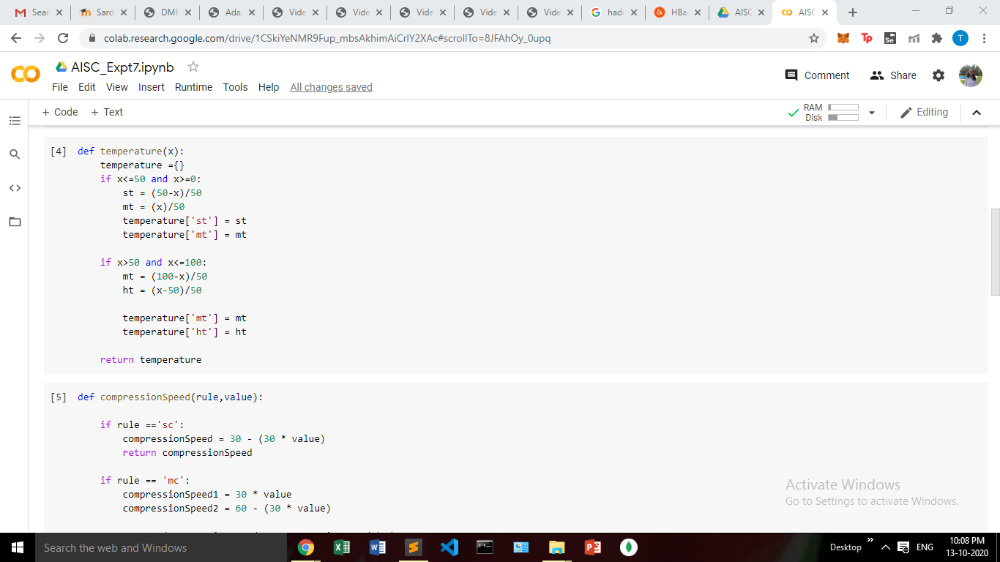 Sear
Sard
DME
Ada
Vide
Vide
Vide
Vide
Vide
hado
HBa
AISC
AISC
colab.research.google.com/drive/1CSkiYeNMR9Fup_mbsAkhimAiCrlY2XAc#scrollTo=8JFAhOy_0upq
AISC_Expt7.ipynb
File Edit View Insert Runtime Tools Help All changes saved
Comment Share
+ Code + Text
RAM
Disk
Editing
[4] def temperature(x):
temperature ={}
if x<=50 and x>=0:
st = (50-x)/50
mt = (x)/50
temperature['st'] = st
temperature['mt'] = mt
if x>50 and x<=100:
mt = (100-x)/50
ht = (x-50)/50
temperature['mt'] = mt
temperature['ht'] = ht
return temperature
[5] def compressionSpeed(rule,value):
if rule =='sc':
compressionSpeed = 30 - (30 * value)
return compressionSpeed
if rule == 'mc':
compressionSpeed1 = 30 * value
compressionSpeed2 = 60 - (30 * value)
Activate Windows
Go to Settings to activate Windows.
Search the web and Windows
Desktop
ENG
10:08 PM
13-10-2020